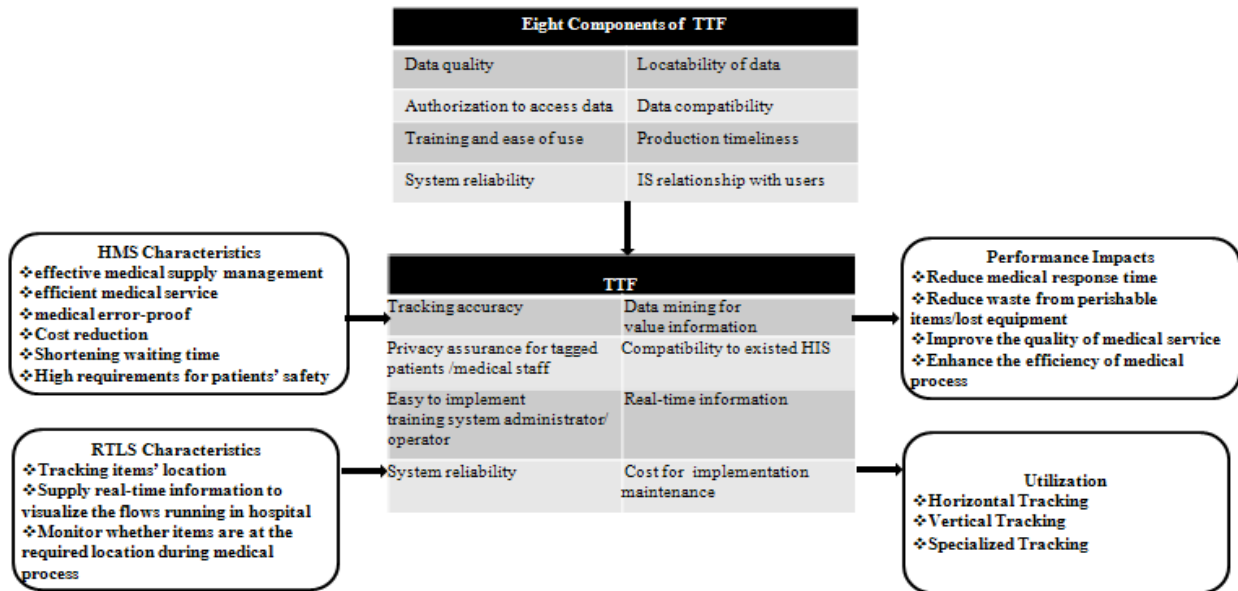 Eight Components of TTF
Data quality
Locatability of data
Authorization to access data
Data compatibility
Training and ease of use
Production timeliness
System reliability
IS relationship with users
HMS Characteristics
❖effective medical supply management
❖efficient medical service
❖medical error-proof
❖Cost reduction
❖Shortening waiting time
❖High requirements for patients’ safety
RTLS Characteristics
❖Tracking items’ location
❖Supply real-time information to
visualize the flows running in hospital
❖Monitor whether items are at the
required location during medical
process
TTF
Tracking accuracy
Data mining for
value information
Privacy assurance for tagged
patients /medical staff
Compatibility to existed HIS
Easy to implement
training system administrator/
operator
Real-time information
System reliability
Cost for implementation
maintenance
Performance Impacts
❖Reduce medical response time
❖Reduce waste from perishable
items/lost equipment
❖Improve the quality of medical service
❖Enhance the efficiency of medical
process
Utilization
❖Horizontal Tracking
❖Vertical Tracking
❖Specialized Tracking